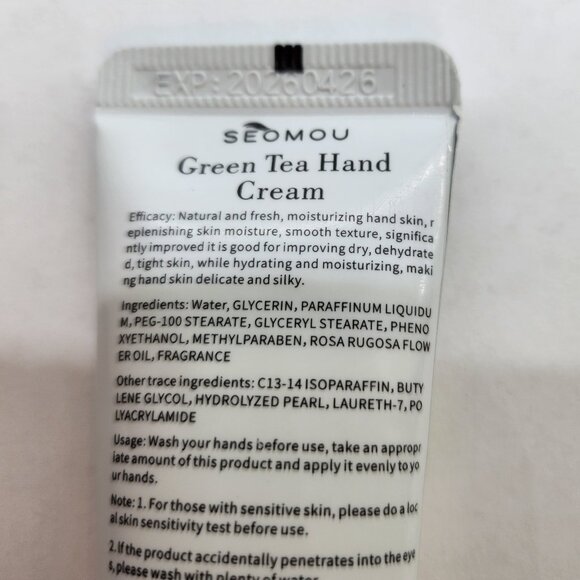 EXP: 20260426
SEOMOU
Green Tea Hand
Cream
Efficacy: Natural and fresh, moisturizing hand skin, r
eplenishing skin moisture, smooth texture, significa
ntly improved it is good for improving dry, dehydrate
d, tight skin, while hydrating and moisturizing, maki
ng hand skin delicate and silky.
Ingredients: Water, GLYCERIN, PARAFFINUM LIQUIDU
M, PEG-100 STEARATE, GLYCERYL STEARATE, PHENO
XYETHANOL, METHYLPARABEN, ROSA RUGOSA FLOW
ER OIL, FRAGRANCE
Other trace ingredients: C13-14 ISOPARAFFIN, BUTY
LENE GLYCOL, HYDROLYZED PEARL, LAURETH-7, PO
LYACRYLAMIDE
Usage: Wash your hands before use, take an appropr
iate amount of this product and apply it evenly to yo
ur hands.
Note: 1. For those with sensitive skin, please do a loc
al skin sensitivity test before use.
2. If the product accidentally penetrates into the eye
s, please wash with plenty of water